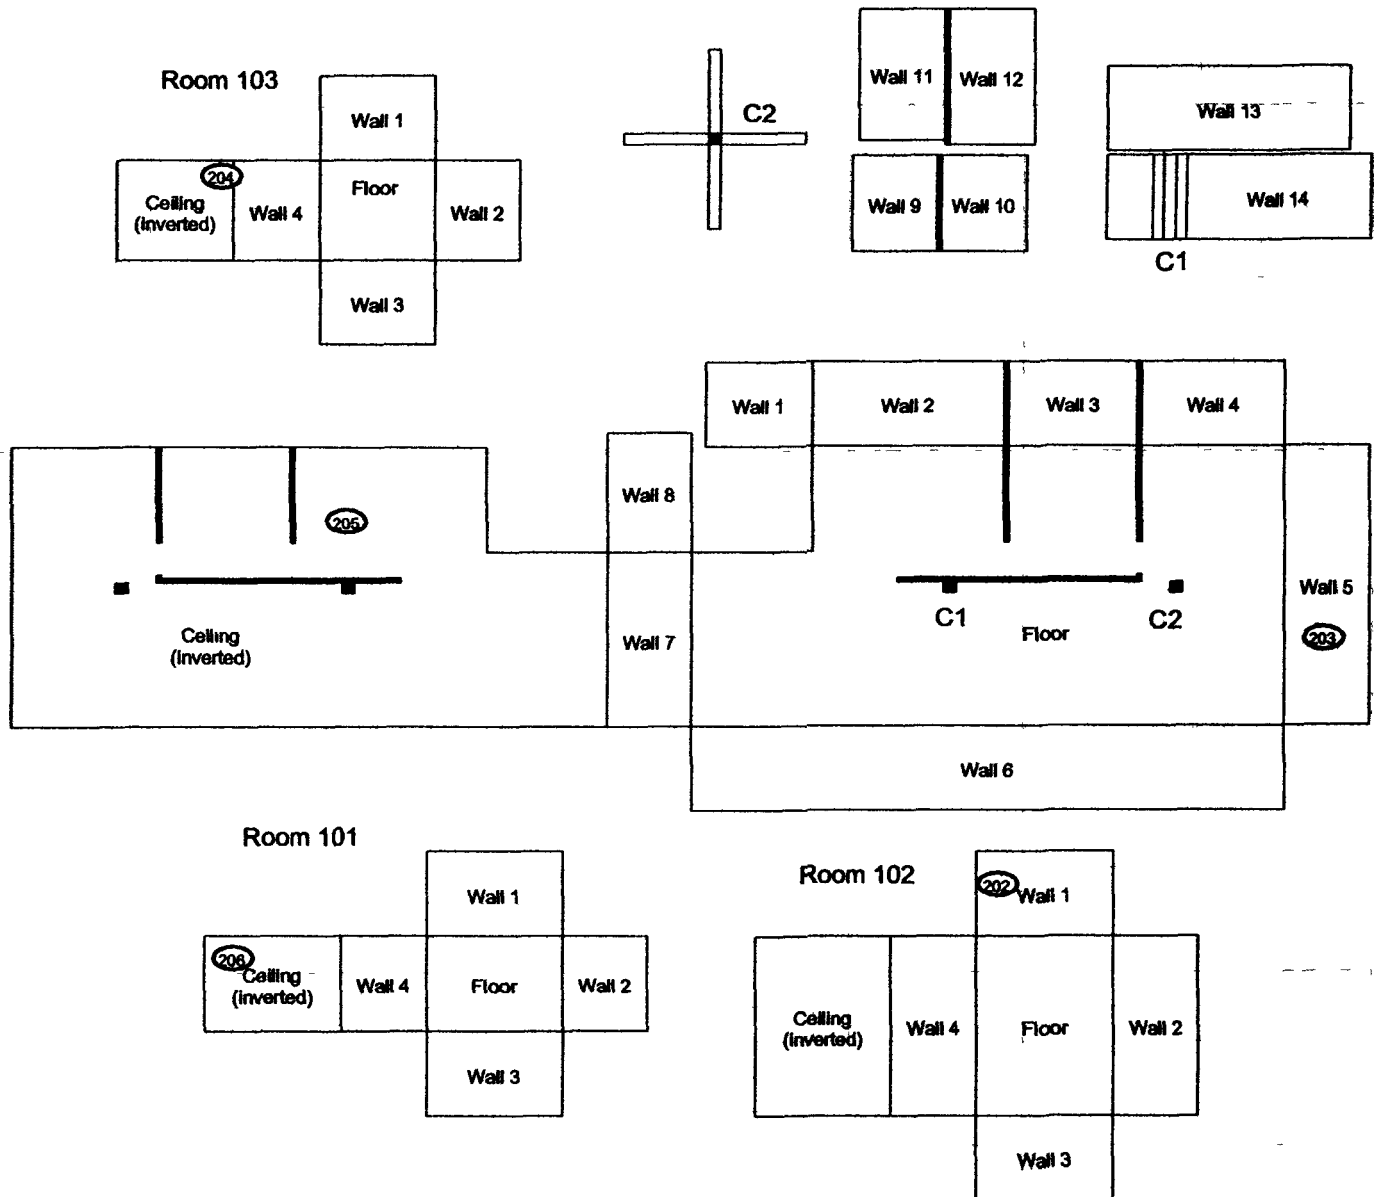 Room 103
Wall 1
204
Ceiling
(inverted)
Wall 4
Floor
Wall 2
Wall 3
C2
Wall 11
Wall 12
Wall 9
Wall 10
Wall 13
Wall 14
C1
Wall 1
Wall 2
Wall 3
Wall 4
Wall 8
205
Wall 5
C1
Floor
C2
203
Ceiling
(inverted)
Wall 7
Wall 6
Room 101
Wall 1
206
Ceiling
(inverted)
Wall 4
Floor
Wall 2
Wall 3
Room 102
202
Wall 1
Ceiling
(inverted)
Wall 4
Floor
Wall 2
Wall 3